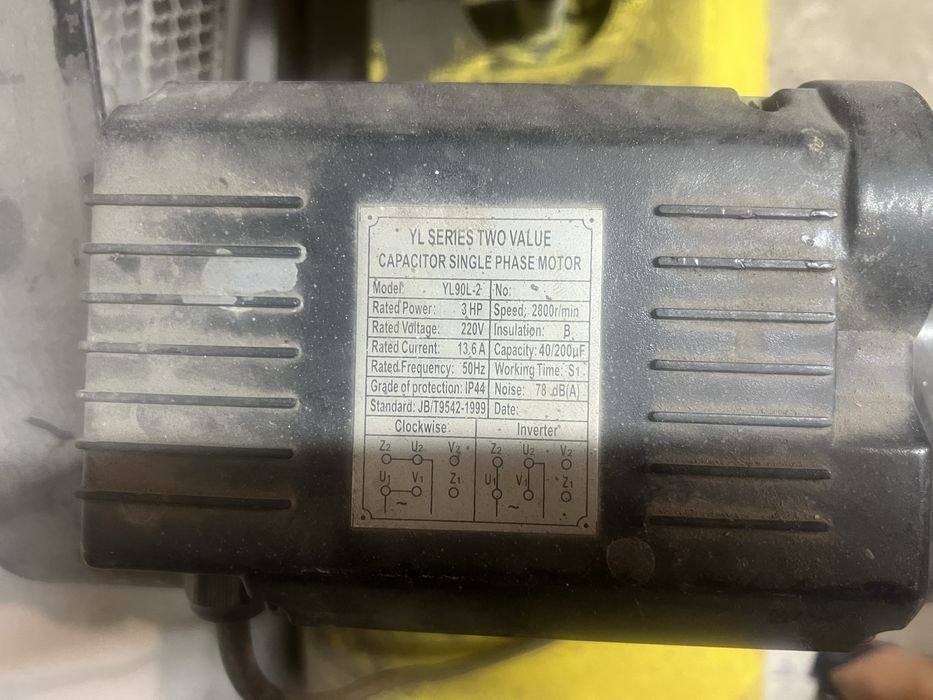 YL SERIES TWO VALUE
CAPACITOR SINGLE PHASE MOTOR
Model: YL90L-2 No:
Rated Power: 3 HP Speed: 2800r/min
Rated Voltage: 220V Insulation: B
Rated Current: 13,6 A Capacity: 40/200μF
Rated.Frequency: 50Hz Working Time: S1
Grade of protection: IP44 Noise: 78 dB(A)
Standard: JB/T9542-1999 Date:
Clockwise Inverter
Z2 U2 V2 Z2 U2 V2
U1 V1 Z1 U1 V1 Z1
~ ~